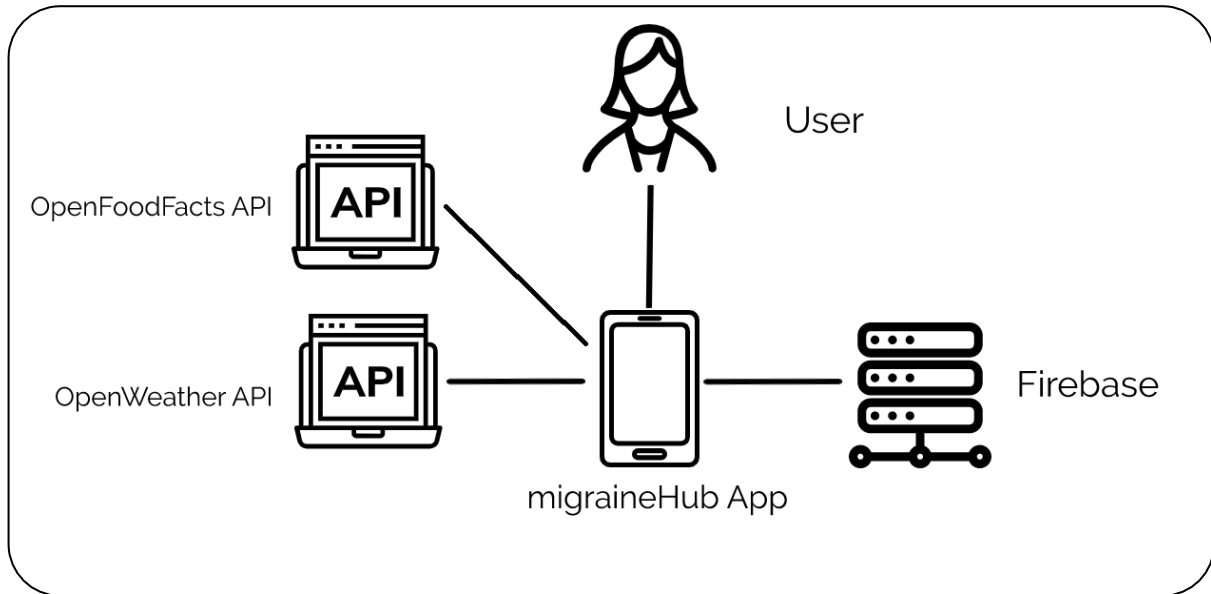 User
OpenFoodFacts API
API
OpenWeather API
API
Firebase
migraineHub App